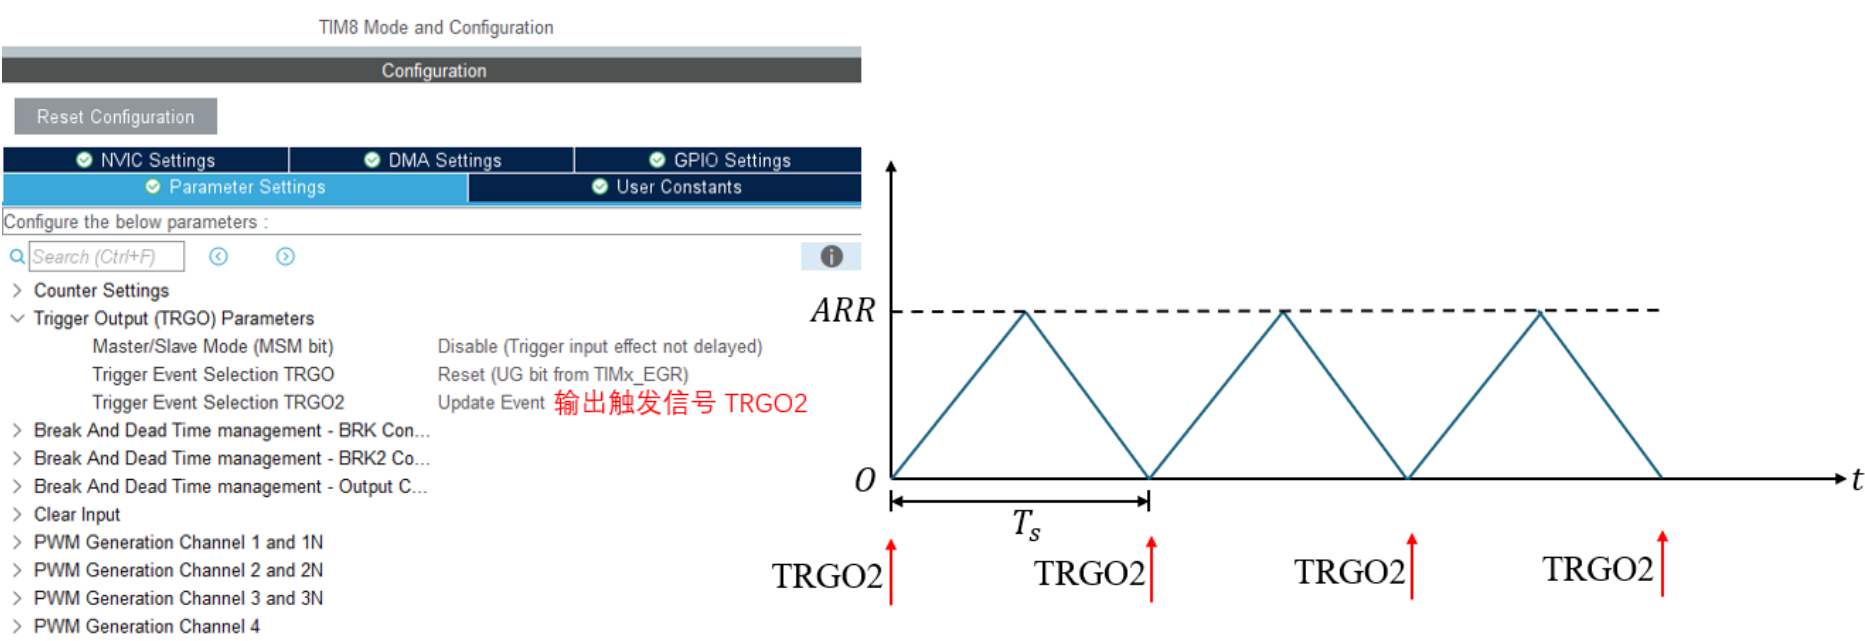 TIM8 Mode and Configuration
Configuration
Reset Configuration
NVIC Settings
DMA Settings
GPIO Settings
Parameter Settings
User Constants
Configure the below parameters :
Search (Ctrl+F)
Counter Settings
Trigger Output (TRGO) Parameters
Master/Slave Mode (MSM bit) Disable (Trigger input effect not delayed)
Trigger Event Selection TRGO Reset (UG bit from TIMx_EGR)
Trigger Event Selection TRGO2 Update Event 输出触发信号 TRGO2
Break And Dead Time management - BRK Con...
Break And Dead Time management - BRK2 Co...
Break And Dead Time management - Output C...
Clear Input
PWM Generation Channel 1 and 1N
PWM Generation Channel 2 and 2N
PWM Generation Channel 3 and 3N
PWM Generation Channel 4
ARR
O
t
Ts
TRGO2
TRGO2
TRGO2
TRGO2